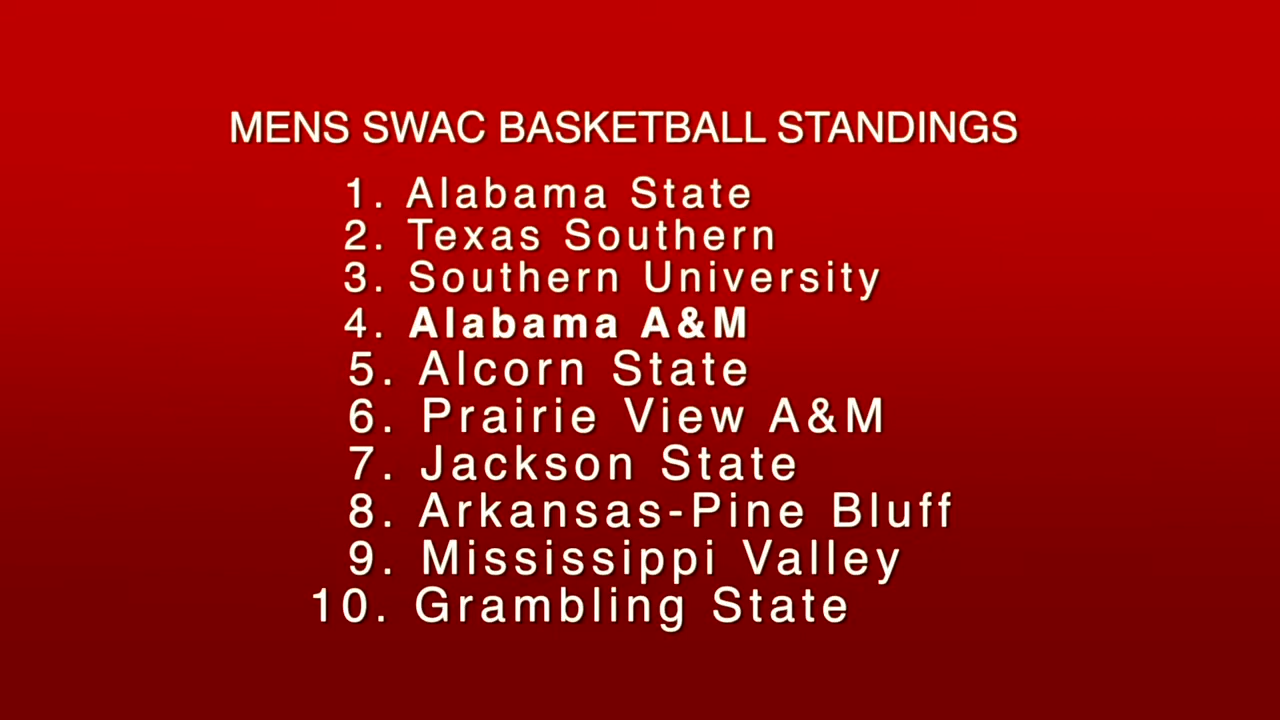 MENS SWAC BASKETBALL STANDINGS
1. Alabama State
2. Texas Southern
3. Southern University
4. Alabama A&M
5. Alcorn State
6. Prairie View A&M
7. Jackson State
8. Arkansas-Pine Bluff
9. Mississippi Valley
10. Grambling State